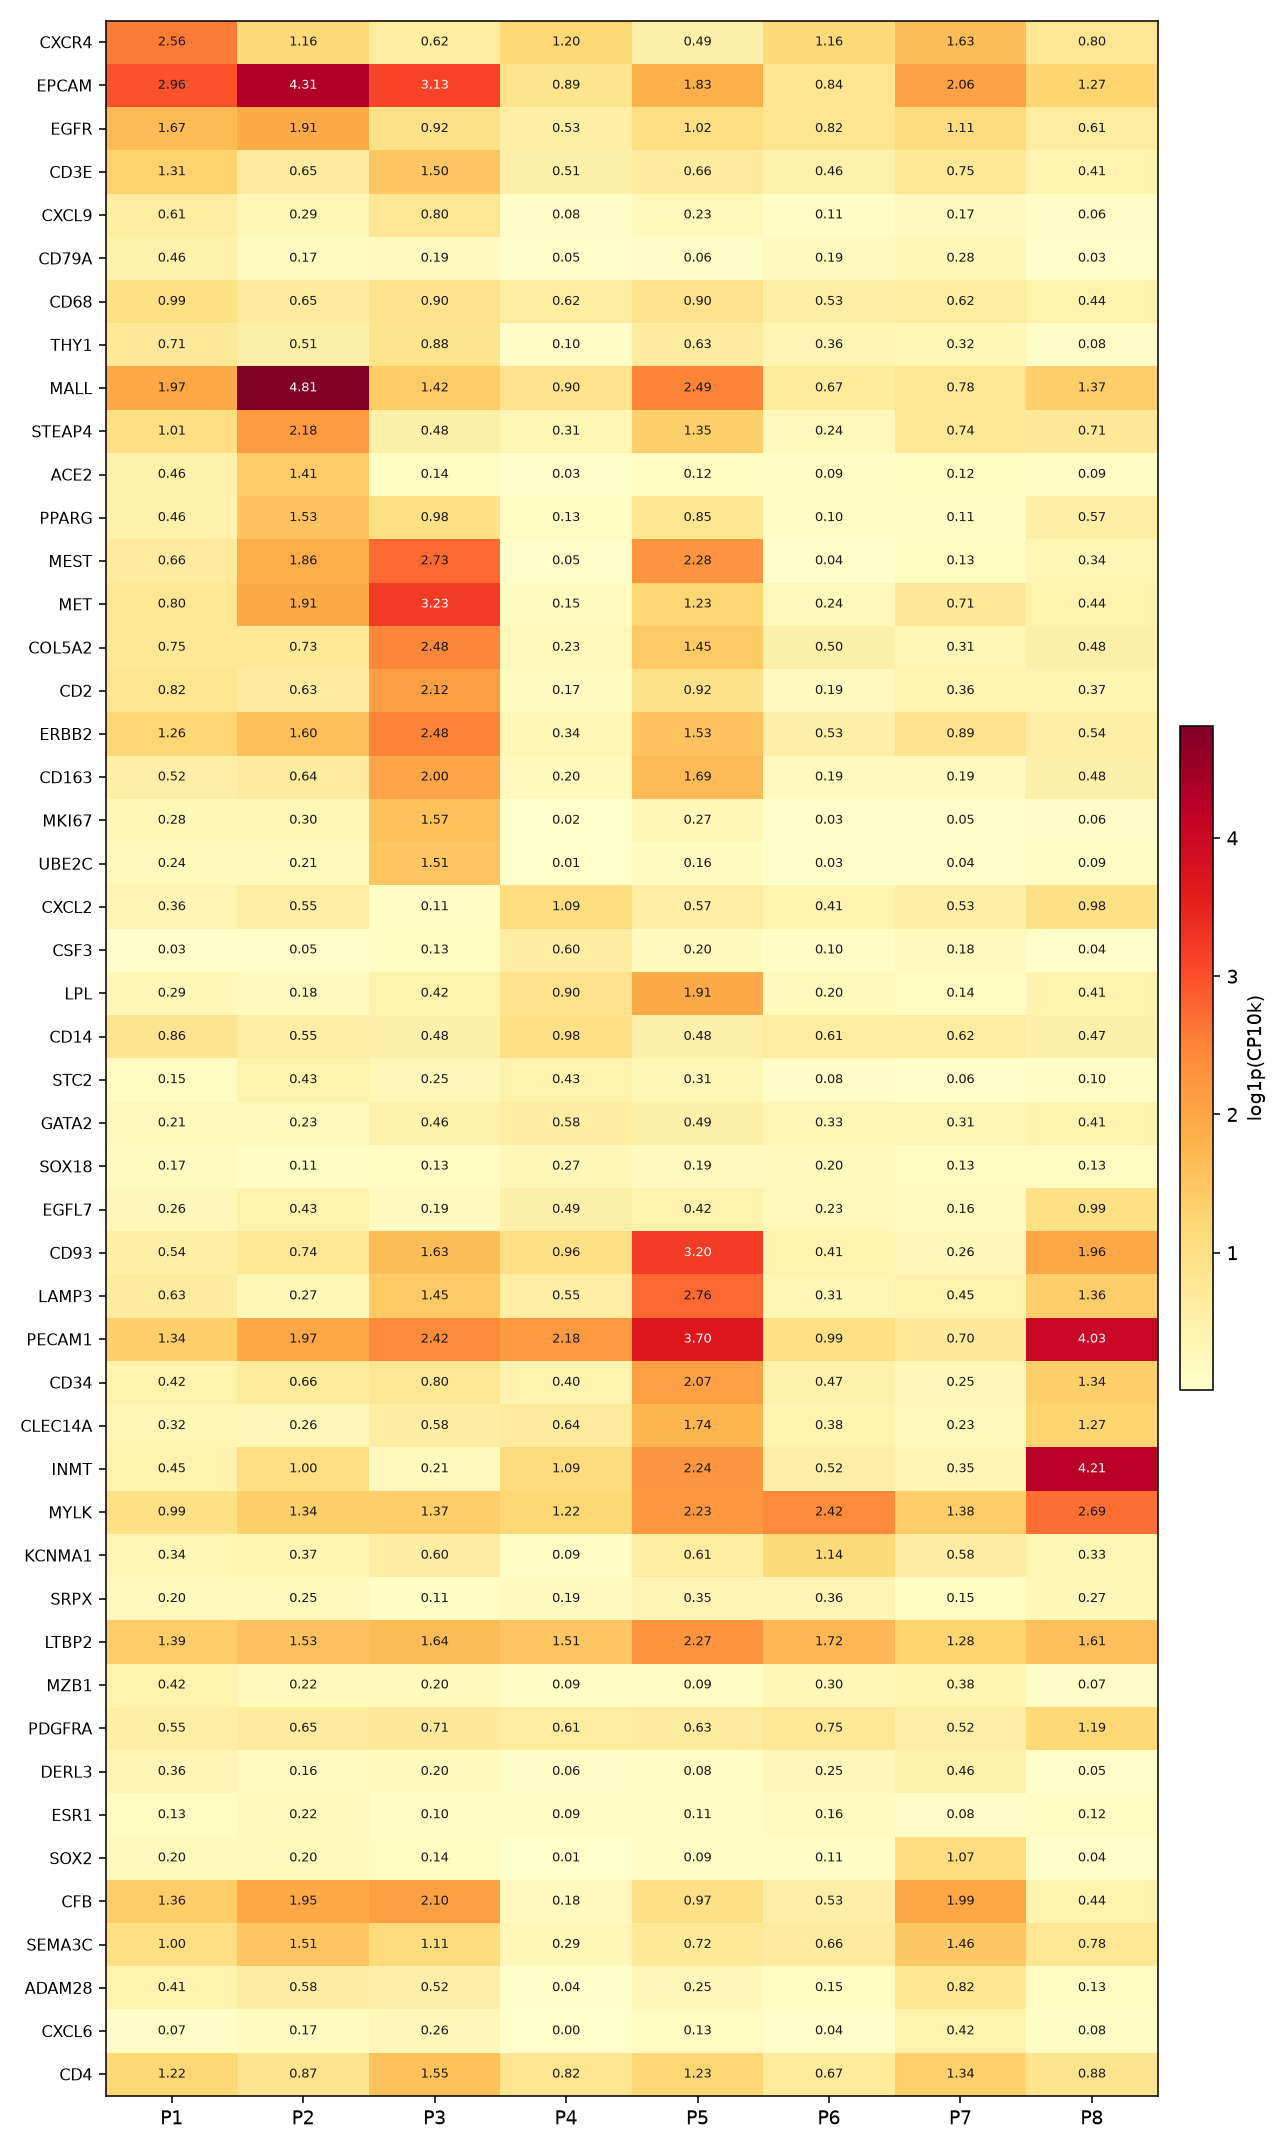 CXCR4 2.56 1.16 0.62 1.20 0.49 1.16 1.63 0.80
EPCAM 2.96 4.31 3.13 0.89 1.83 0.84 2.06 1.27
EGFR 1.67 1.91 0.92 0.53 1.02 0.82 1.11 0.61
CD3E 1.31 0.65 1.50 0.51 0.66 0.46 0.75 0.41
CXCL9 0.61 0.29 0.80 0.08 0.23 0.11 0.17 0.06
CD79A 0.46 0.17 0.19 0.05 0.06 0.19 0.28 0.03
CD68 0.99 0.65 0.90 0.62 0.90 0.53 0.62 0.44
THY1 0.71 0.51 0.88 0.10 0.63 0.36 0.32 0.08
MALL 1.97 4.81 1.42 0.90 2.49 0.67 0.78 1.37
STEAP4 1.01 2.18 0.48 0.31 1.35 0.24 0.74 0.71
ACE2 0.46 1.41 0.14 0.03 0.12 0.09 0.12 0.09
PPARG 0.46 1.53 0.98 0.13 0.85 0.10 0.11 0.57
MEST 0.66 1.86 2.73 0.05 2.28 0.04 0.13 0.34
MET 0.80 1.91 3.23 0.15 1.23 0.24 0.71 0.44
COL5A2 0.75 0.73 2.48 0.23 1.45 0.50 0.31 0.48
CD2 0.82 0.63 2.12 0.17 0.92 0.19 0.36 0.37
ERBB2 1.26 1.60 2.48 0.34 1.53 0.53 0.89 0.54
CD163 0.52 0.64 2.00 0.20 1.69 0.19 0.19 0.48
MKI67 0.28 0.30 1.57 0.02 0.27 0.03 0.05 0.06
UBE2C 0.24 0.21 1.51 0.01 0.16 0.03 0.04 0.09
CXCL2 0.36 0.55 0.11 1.09 0.57 0.41 0.53 0.98
CSF3 0.03 0.05 0.13 0.60 0.20 0.10 0.18 0.04
LPL 0.29 0.18 0.42 0.90 1.91 0.20 0.14 0.41
CD14 0.86 0.55 0.48 0.98 0.48 0.61 0.62 0.47
STC2 0.15 0.43 0.25 0.43 0.31 0.08 0.06 0.10
GATA2 0.21 0.23 0.46 0.58 0.49 0.33 0.31 0.41
SOX18 0.17 0.11 0.13 0.27 0.19 0.20 0.13 0.13
EGFL7 0.26 0.43 0.19 0.49 0.42 0.23 0.16 0.99
CD93 0.54 0.74 1.63 0.96 3.20 0.41 0.26 1.96
LAMP3 0.63 0.27 1.45 0.55 2.76 0.31 0.45 1.36
PECAM1 1.34 1.97 2.42 2.18 3.70 0.99 0.70 4.03
CD34 0.42 0.66 0.80 0.40 2.07 0.47 0.25 1.34
CLEC14A 0.32 0.26 0.58 0.64 1.74 0.38 0.23 1.27
INMT 0.45 1.00 0.21 1.09 2.24 0.52 0.35 4.21
MYLK 0.99 1.34 1.37 1.22 2.23 2.42 1.38 2.69
KCNMA1 0.34 0.37 0.60 0.09 0.61 1.14 0.58 0.33
SRPX 0.20 0.25 0.11 0.19 0.35 0.36 0.15 0.27
LTBP2 1.39 1.53 1.64 1.51 2.27 1.72 1.28 1.61
MZB1 0.42 0.22 0.20 0.09 0.09 0.30 0.38 0.07
PDGFRA 0.55 0.65 0.71 0.61 0.63 0.75 0.52 1.19
DERL3 0.36 0.16 0.20 0.06 0.08 0.25 0.46 0.05
ESR1 0.13 0.22 0.10 0.09 0.11 0.16 0.08 0.12
SOX2 0.20 0.20 0.14 0.01 0.09 0.11 1.07 0.04
CFB 1.36 1.95 2.10 0.18 0.97 0.53 1.99 0.44
SEMA3C 1.00 1.51 1.11 0.29 0.72 0.66 1.46 0.78
ADAM28 0.41 0.58 0.52 0.04 0.25 0.15 0.82 0.13
CXCL6 0.07 0.17 0.26 0.00 0.13 0.04 0.42 0.08
CD4 1.22 0.87 1.55 0.82 1.23 0.67 1.34 0.88
P1 P2 P3 P4 P5 P6 P7 P8
4
3
2
1
log1p(CP10k)